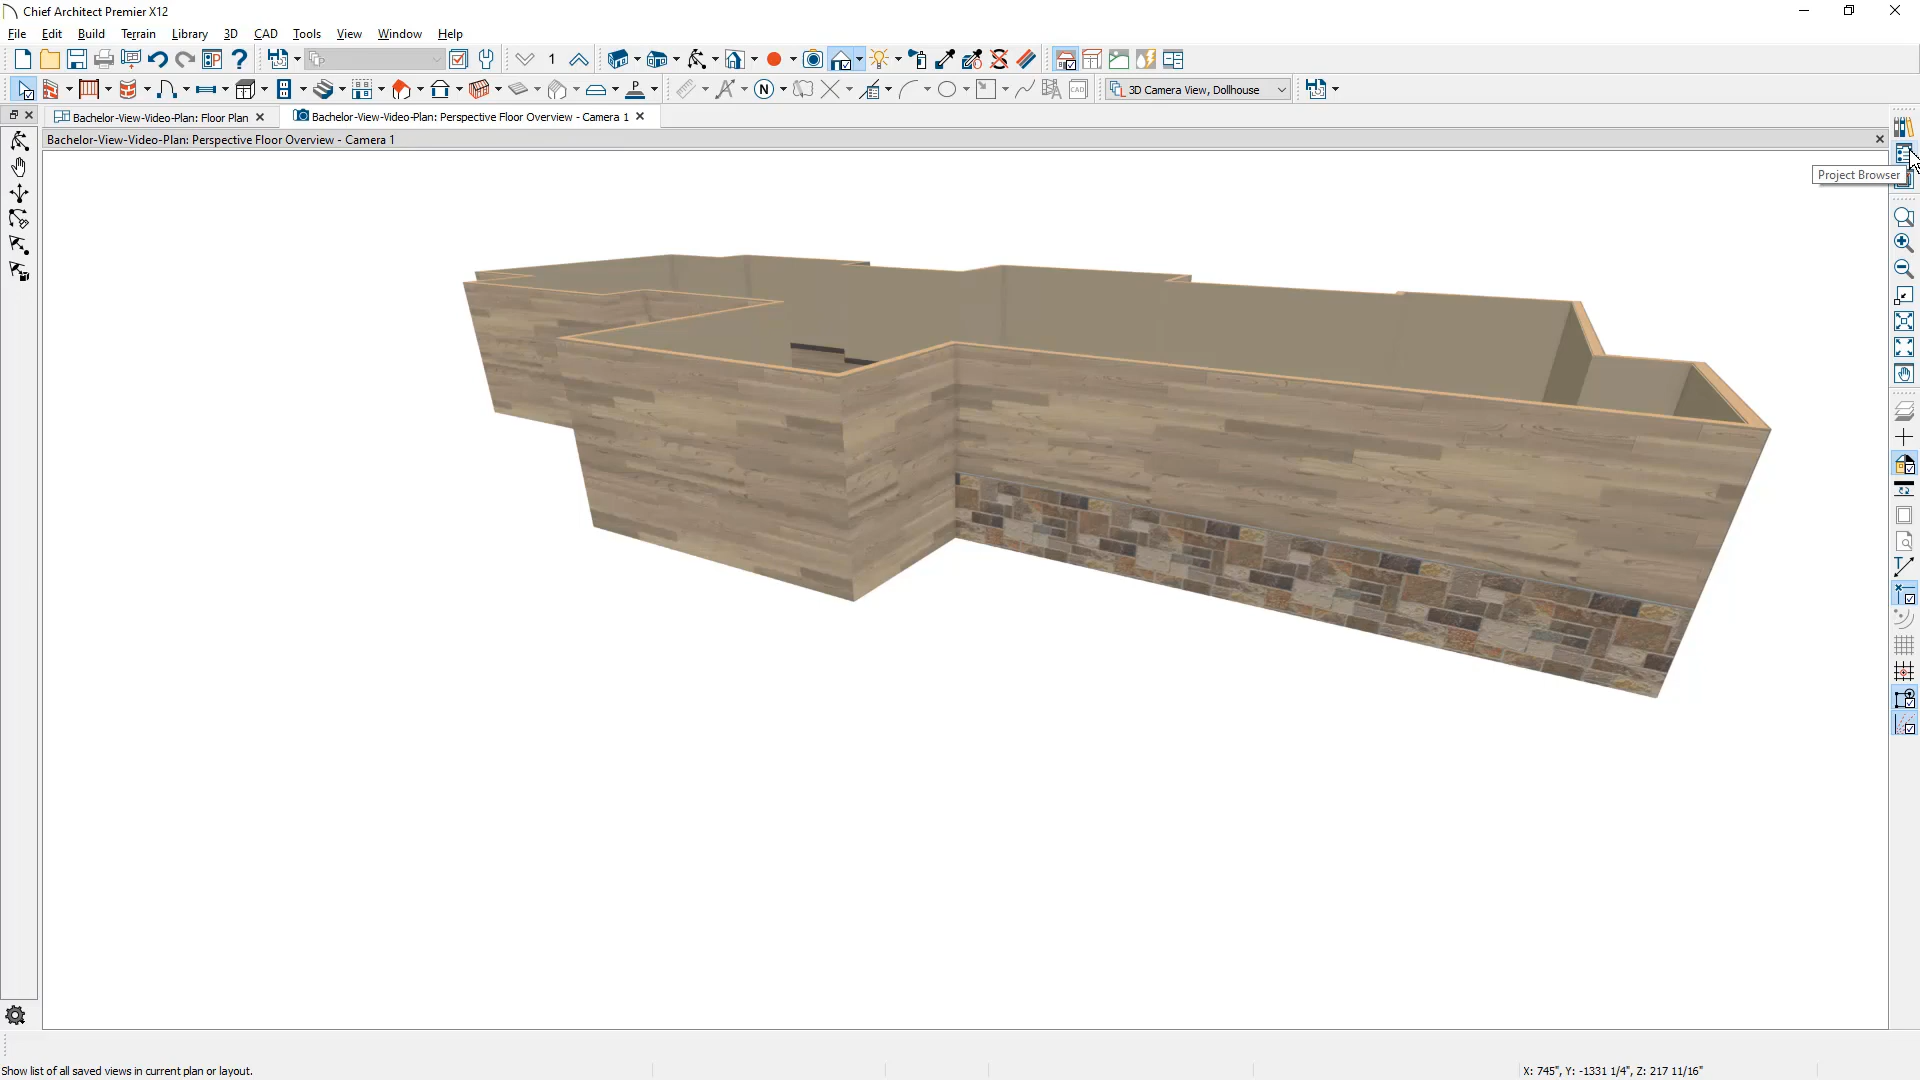 Chief Architect Premier X12
File Edit Build Terrain Library 3D CAD Tools View Window Help
1
3D Camera View, Dollhouse
Bachelor-View-Video-Plan: Floor Plan
Bachelor-View-Video-Plan: Perspective Floor Overview - Camera 1
Bachelor-View-Video-Plan: Perspective Floor Overview - Camera 1
Project Browser
Show list of all saved views in current plan or layout.
X: 745", Y: -1331 1/4", Z: 217 11/16"